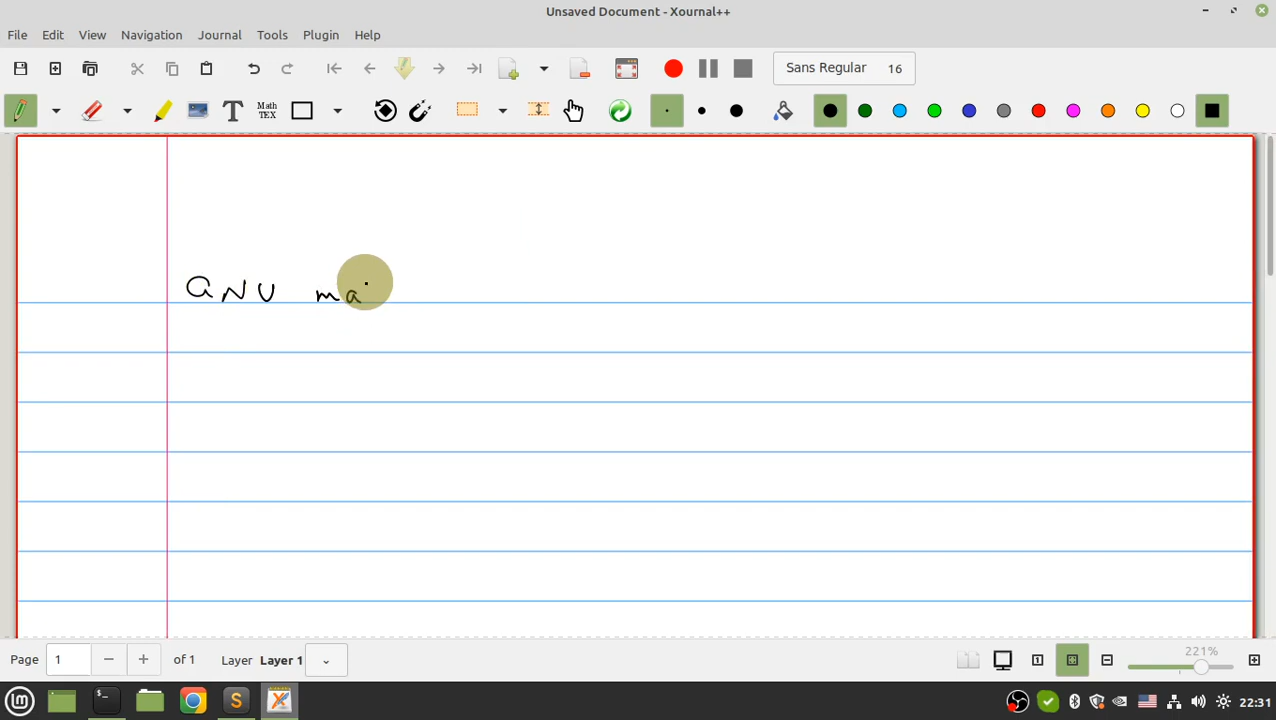 Unsaved Document - Xournal++
File Edit View Navigation Journal Tools Plugin Help
Sans Regular 16
Math TEX
aNU ma
Page 1 of 1 Layer Layer 1 221%
22:31